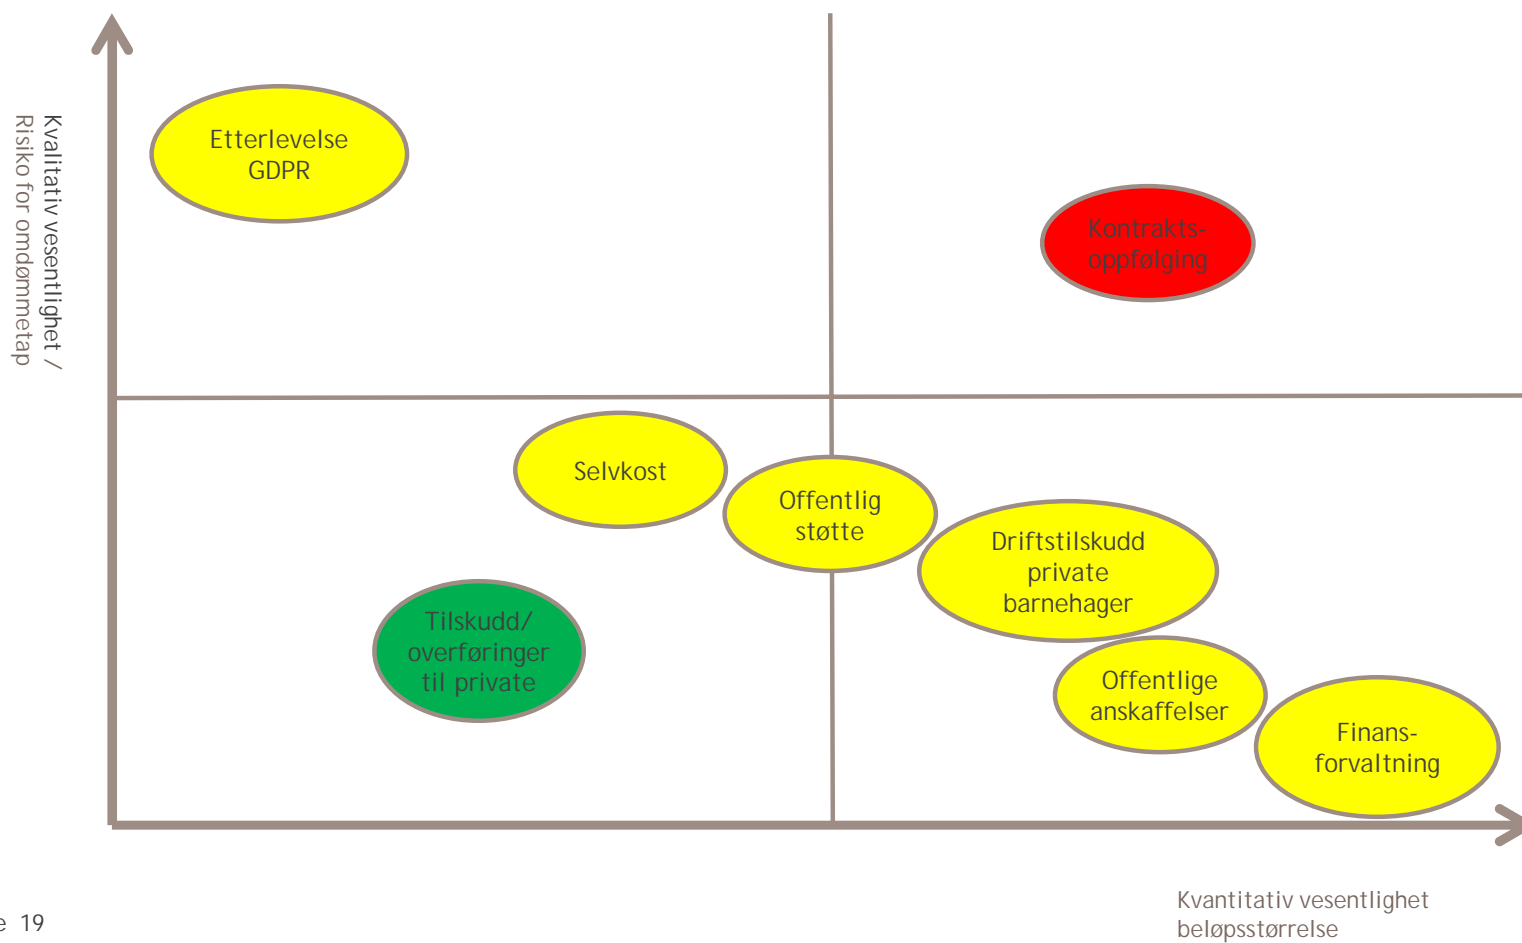 Kvalitativ vesentlighet /
Risiko for omdømmetap
Etterlevelse
GDPR
Kontrakts-
oppfølging
Selvkost
Offentlig
støtte
Driftstilskudd
private
barnehager
Tilskudd/
overføringer
til private
Offentlige
anskaffelser
Finans-
forvaltning
Kvantitativ vesentlighet
beløpsstørrelse
e 19